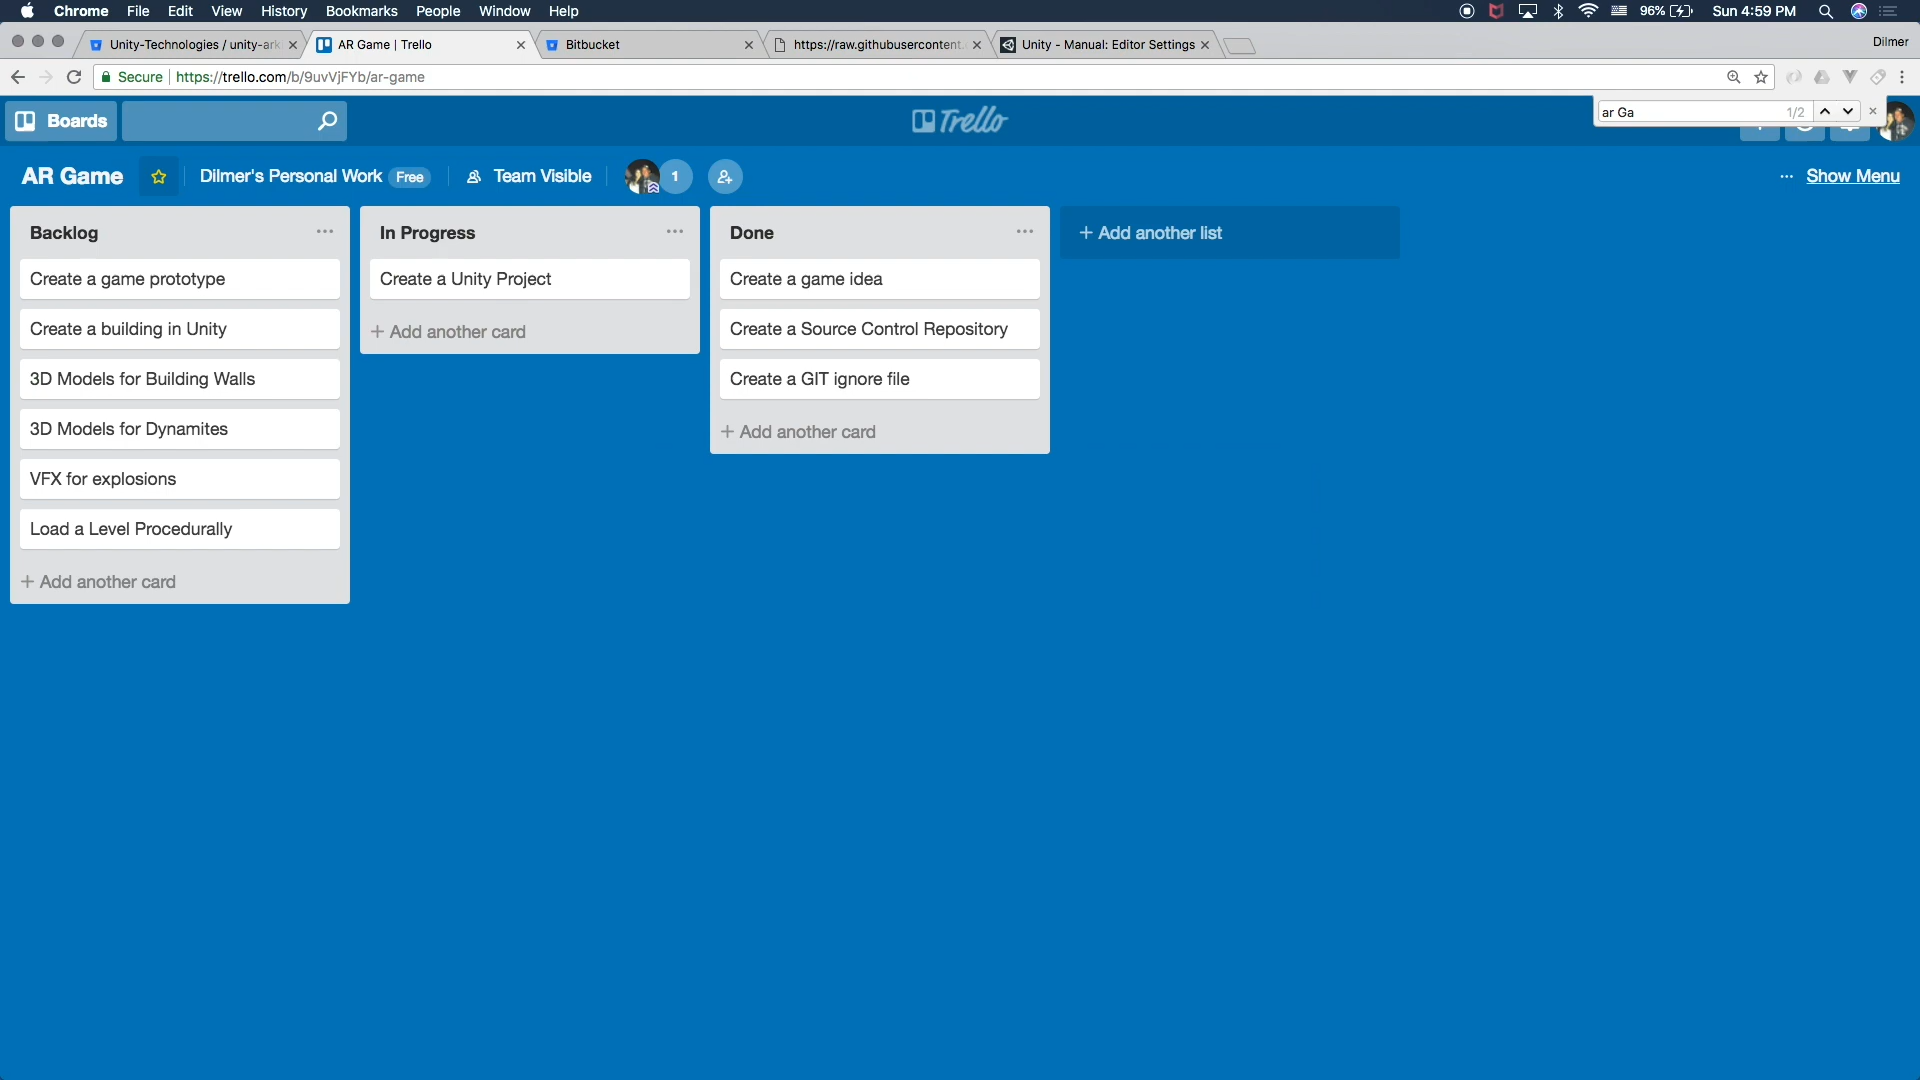 Chrome File Edit View History Bookmarks People Window Help 96% Sun 4:59 PM
Unity-Technologies / unity-ark AR Game | Trello Bitbucket https://raw.githubusercontent. Unity - Manual: Editor Settings Dilmer
Secure https://trello.com/b/9uvVjFYb/ar-game
Boards Trello ar Ga 1/2
AR Game Dilmer's Personal Work Free Team Visible 1 Show Menu
Backlog
Create a game prototype
Create a building in Unity
3D Models for Building Walls
3D Models for Dynamites
VFX for explosions
Load a Level Procedurally
+ Add another card
In Progress
Create a Unity Project
+ Add another card
Done
Create a game idea
Create a Source Control Repository
Create a GIT ignore file
+ Add another card
+ Add another list